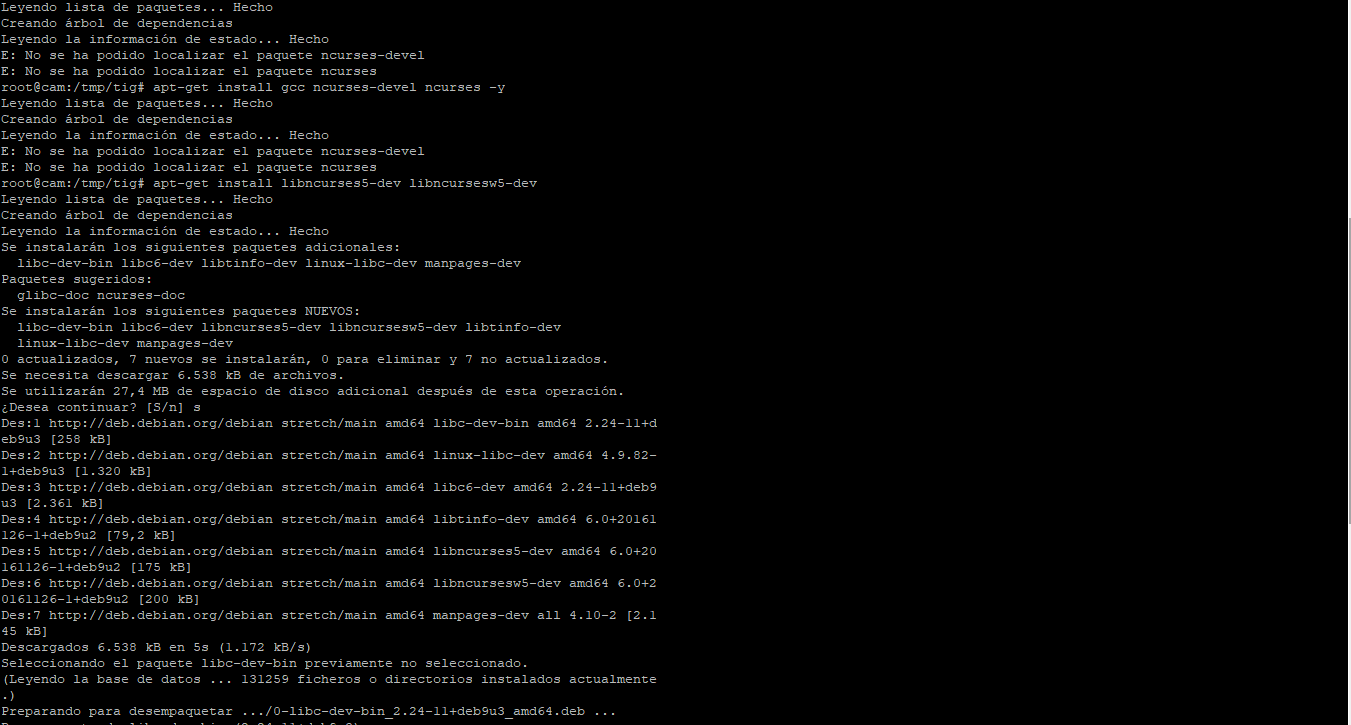 Leyendo lista de paquetes... Hecho
Creando árbol de dependencias
Leyendo la información de estado... Hecho
E: No se ha podido localizar el paquete ncurses-devel
E: No se ha podido localizar el paquete ncurses
root@cam:/tmp/tig# apt-get install gcc ncurses-devel ncurses -y
Leyendo lista de paquetes... Hecho
Creando árbol de dependencias
Leyendo la información de estado... Hecho
E: No se ha podido localizar el paquete ncurses-devel
E: No se ha podido localizar el paquete ncurses
root@cam:/tmp/tig# apt-get install libncurses5-dev libncursesw5-dev
Leyendo lista de paquetes... Hecho
Creando árbol de dependencias
Leyendo la información de estado... Hecho
Se instalarán los siguientes paquetes adicionales:
  libc-dev-bin libc6-dev libtinfo-dev linux-libc-dev manpages-dev
Paquetes sugeridos:
  glibc-doc ncurses-doc
Se instalarán los siguientes paquetes NUEVOS:
  libc-dev-bin libc6-dev libncurses5-dev libncursesw5-dev libtinfo-dev
  linux-libc-dev manpages-dev
0 actualizados, 7 nuevos se instalarán, 0 para eliminar y 7 no actualizados.
Se necesita descargar 6.538 kB de archivos.
Se utilizarán 27,4 MB de espacio de disco adicional después de esta operación.
¿Desea continuar? [S/n] s
Des:1 http://deb.debian.org/debian stretch/main amd64 libc-dev-bin amd64 2.24-11+d
eb9u3 [258 kB]
Des:2 http://deb.debian.org/debian stretch/main amd64 linux-libc-dev amd64 4.9.82-
1+deb9u3 [1.320 kB]
Des:3 http://deb.debian.org/debian stretch/main amd64 libc6-dev amd64 2.24-11+deb9
u3 [2.361 kB]
Des:4 http://deb.debian.org/debian stretch/main amd64 libtinfo-dev amd64 6.0+20161
126-1+deb9u2 [79,2 kB]
Des:5 http://deb.debian.org/debian stretch/main amd64 libncurses5-dev amd64 6.0+20
161126-1+deb9u2 [175 kB]
Des:6 http://deb.debian.org/debian stretch/main amd64 libncursesw5-dev amd64 6.0+2
0161126-1+deb9u2 [200 kB]
Des:7 http://deb.debian.org/debian stretch/main amd64 manpages-dev all 4.10-2 [2.1
45 kB]
Descargados 6.538 kB en 5s (1.172 kB/s)
Seleccionando el paquete libc-dev-bin previamente no seleccionado.
(Leyendo la base de datos ... 131259 ficheros o directorios instalados actualmente
.)
Preparando para desempaquetar .../0-libc-dev-bin_2.24-11+deb9u3_amd64.deb ...